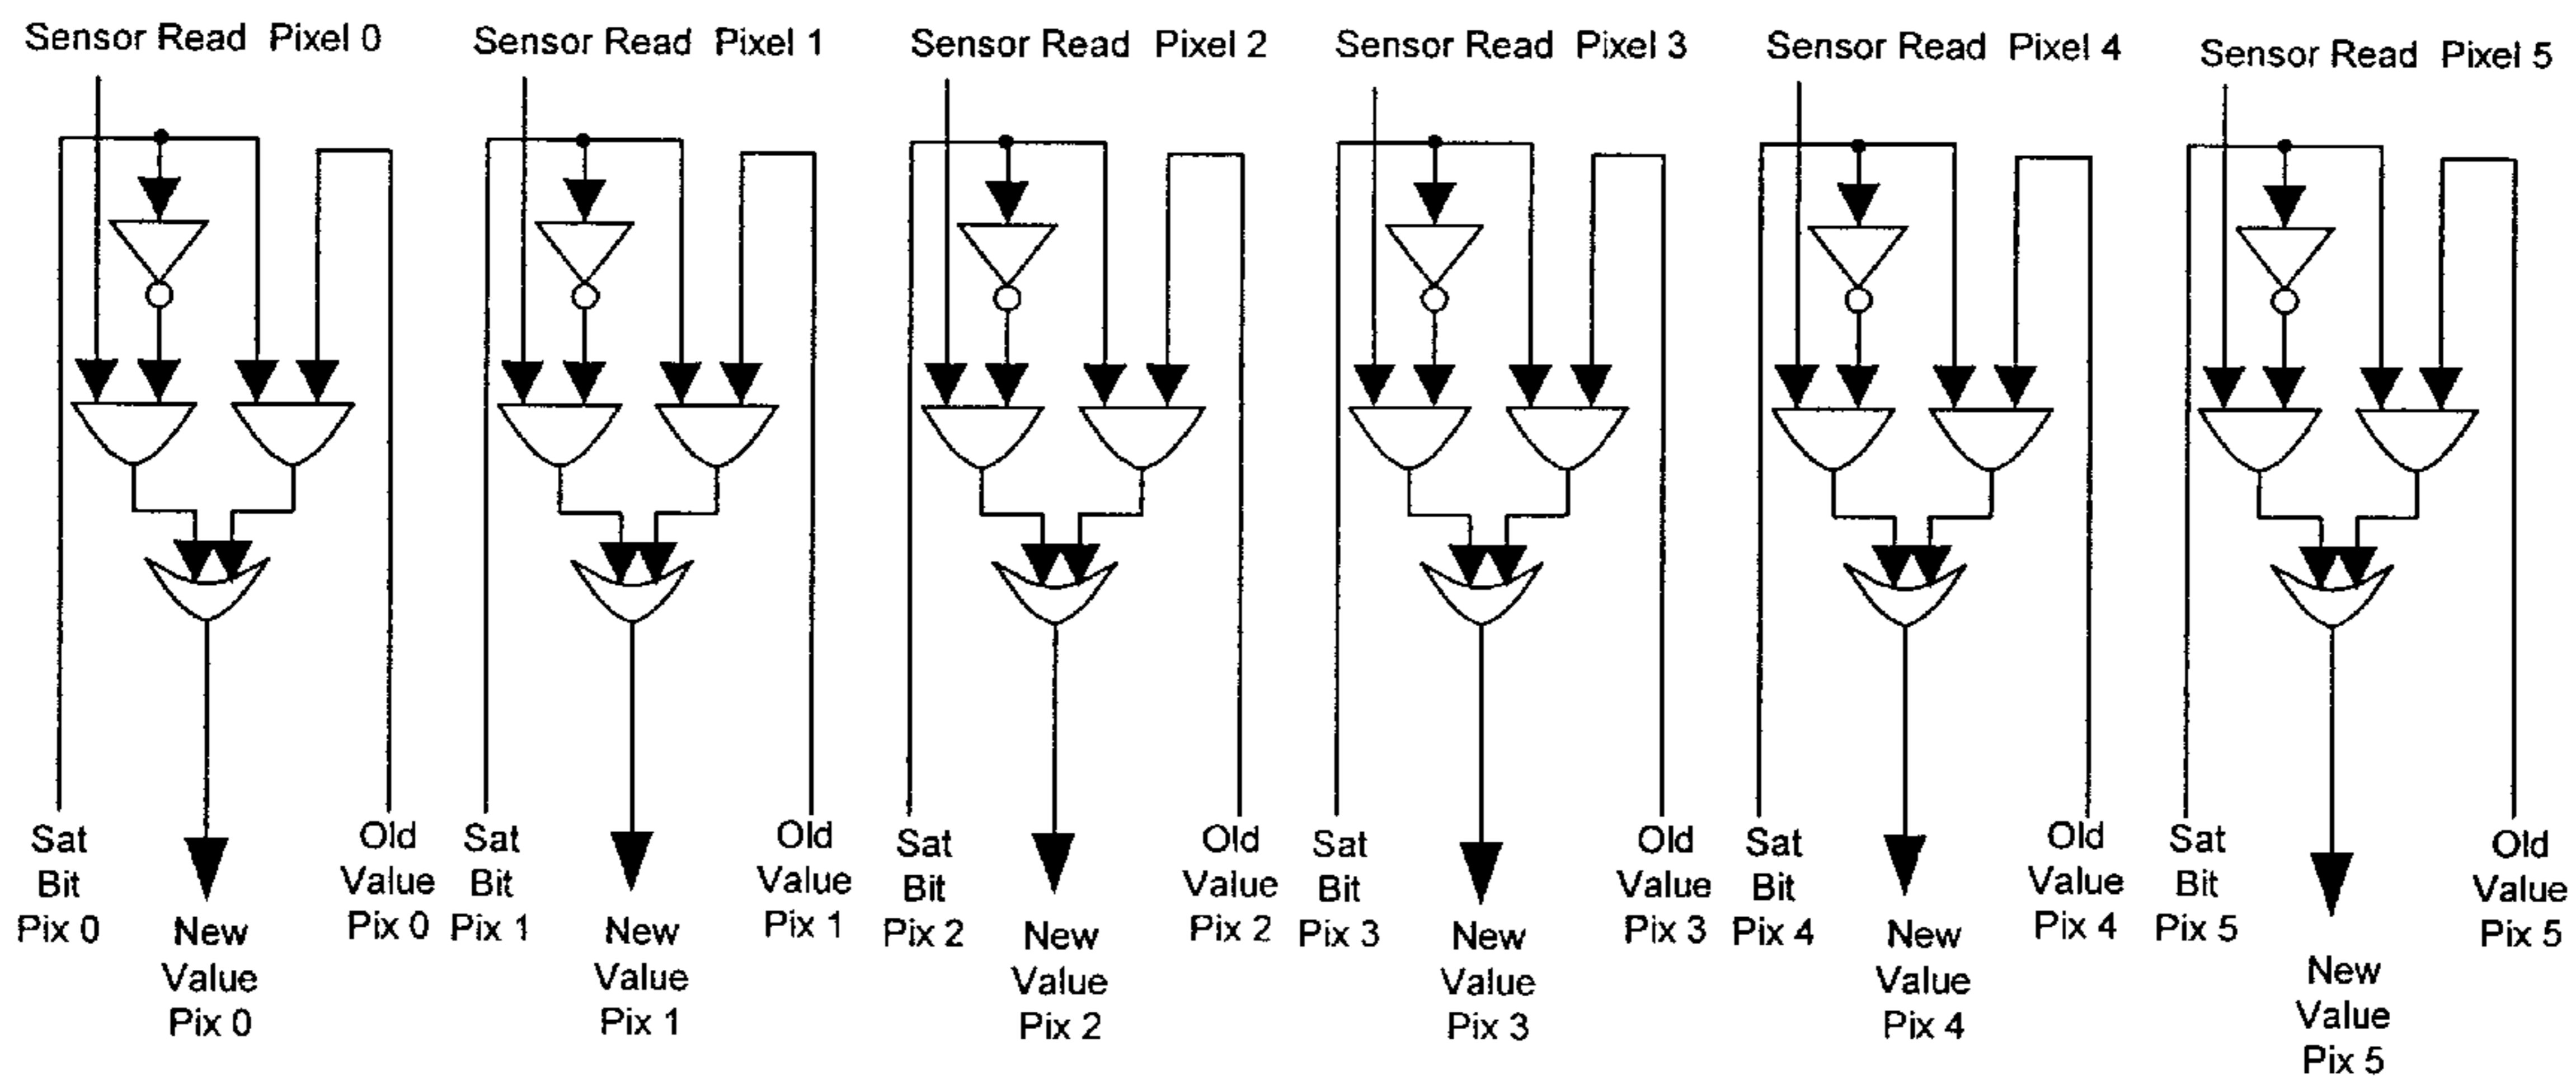 Sensor Read Pixel 0
Sensor Read Pixel 1
Sensor Read Pixel 2
Sensor Read Pixel 3
Sensor Read Pixel 4
Sensor Read Pixel 5
Sat
Bit
Pix 0
New
Value
Pix 0
Old
Value
Pix 0
Sat
Bit
Pix 1
New
Value
Pix 1
Old
Value
Pix 1
Sat
Bit
Pix 2
New
Value
Pix 2
Old
Value
Pix 2
Sat
Bit
Pix 3
New
Value
Pix 3
Old
Value
Pix 3
Sat
Bit
Pix 4
New
Value
Pix 4
Old
Value
Pix 4
Sat
Bit
Pix 5
New
Value
Pix 5
Old
Value
Pix 5